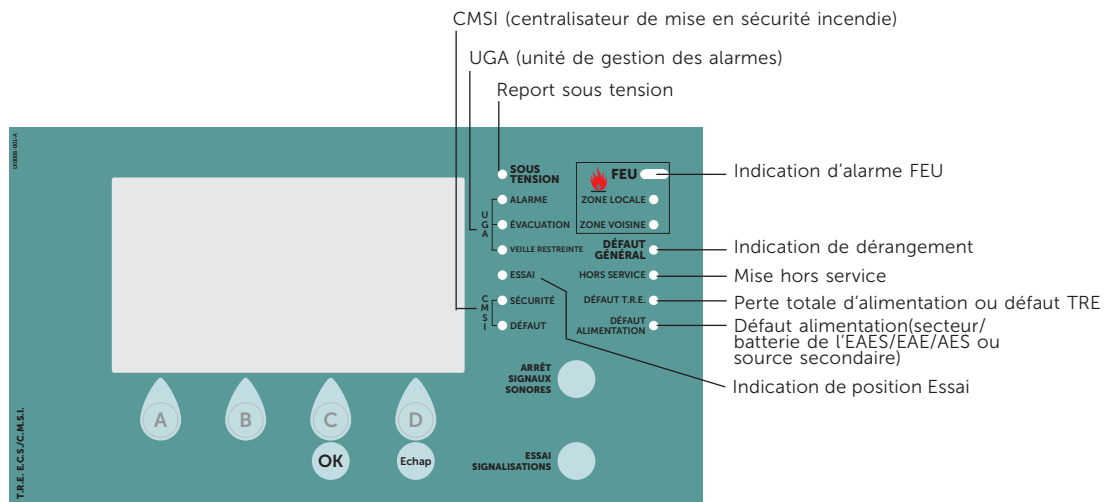 CMSI (centralisateur de mise en sécurité incendie)
UGA (unité de gestion des alarmes)
Report sous tension
SOUS
TENSION
ALARME
ÉVACUATION
VEILLE RESTREINTE
ESSAI
SÉCURITÉ
DÉFAUT
UGA
CMSI
FEU
ZONE LOCALE
ZONE VOISINE
DÉFAUT
GÉNÉRAL
HORS SERVICE
DÉFAUT T.R.E.
DÉFAUT
ALIMENTATION
Indication d'alarme FEU
Indication de dérangement
Mise hors service
Perte totale d'alimentation ou défaut TRE
Défaut alimentation(secteur/
batterie de l'EAES/EAE/AES ou
source secondaire)
Indication de position Essai
ARRÊT
SIGNAUX
SONORES
A
B
C
D
OK
Echap
ESSAI
SIGNALISATIONS
T.R.E. E.C.S./C.M.S.I.